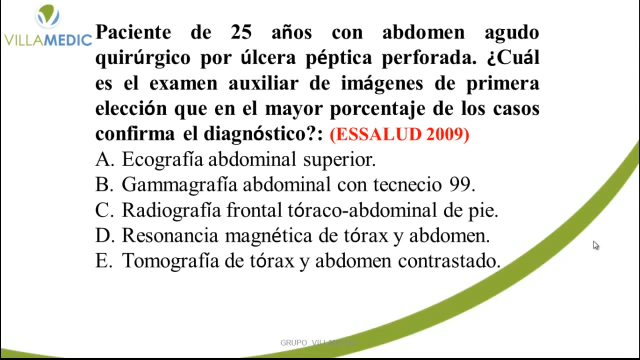 VILLAMEDIC
Paciente de 25 años con abdomen agudo
quirúrgico por úlcera péptica perforada. ¿Cuál
es el examen auxiliar de imágenes de primera
elección que en el mayor porcentaje de los casos
confirma el diagnóstico?: (ESSALUD 2009)
A. Ecografía abdominal superior.
B. Gammagrafía abdominal con tecnecio 99.
C. Radiografía frontal tóraco-abdominal de pie.
D. Resonancia magnética de tórax y abdomen.
E. Tomografía de tórax y abdomen contrastado.
GRUPO